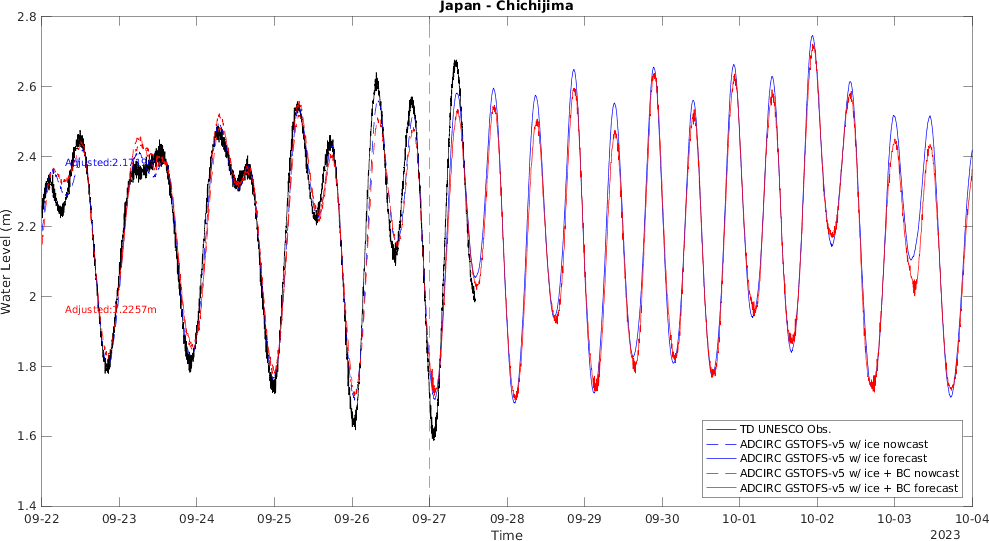 Japan - Chichijima
2.8
2.6
2.4
2.2
2
1.8
1.6
1.4
Water Level (m)
Adjusted:1.2257m
TD UNESCO Obs.
ADCIRC GSTOFS-v5 w/ ice nowcast
ADCIRC GSTOFS-v5 w/ ice forecast
ADCIRC GSTOFS-v5 w/ ice + BC nowcast
ADCIRC GSTOFS-v5 w/ ice + BC forecast
09-22 09-23 09-24 09-25 09-26 09-27 09-28 09-29 09-30 10-01 10-02 10-03 10-04
Time
2023